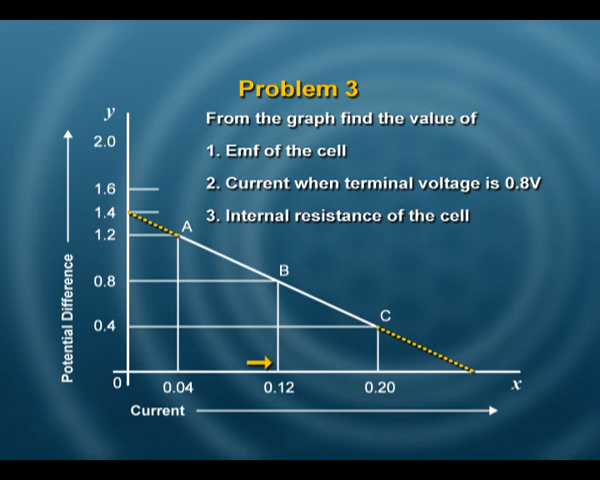 Problem 3
From the graph find the value of
1. Emf of the cell
2. Current when terminal voltage is 0.8V
3. Internal resistance of the cell
y
2.0
1.6
1.4
1.2
0.8
0.4
0
Potential Difference
A
B
C
0.04
0.12
0.20
x
Current